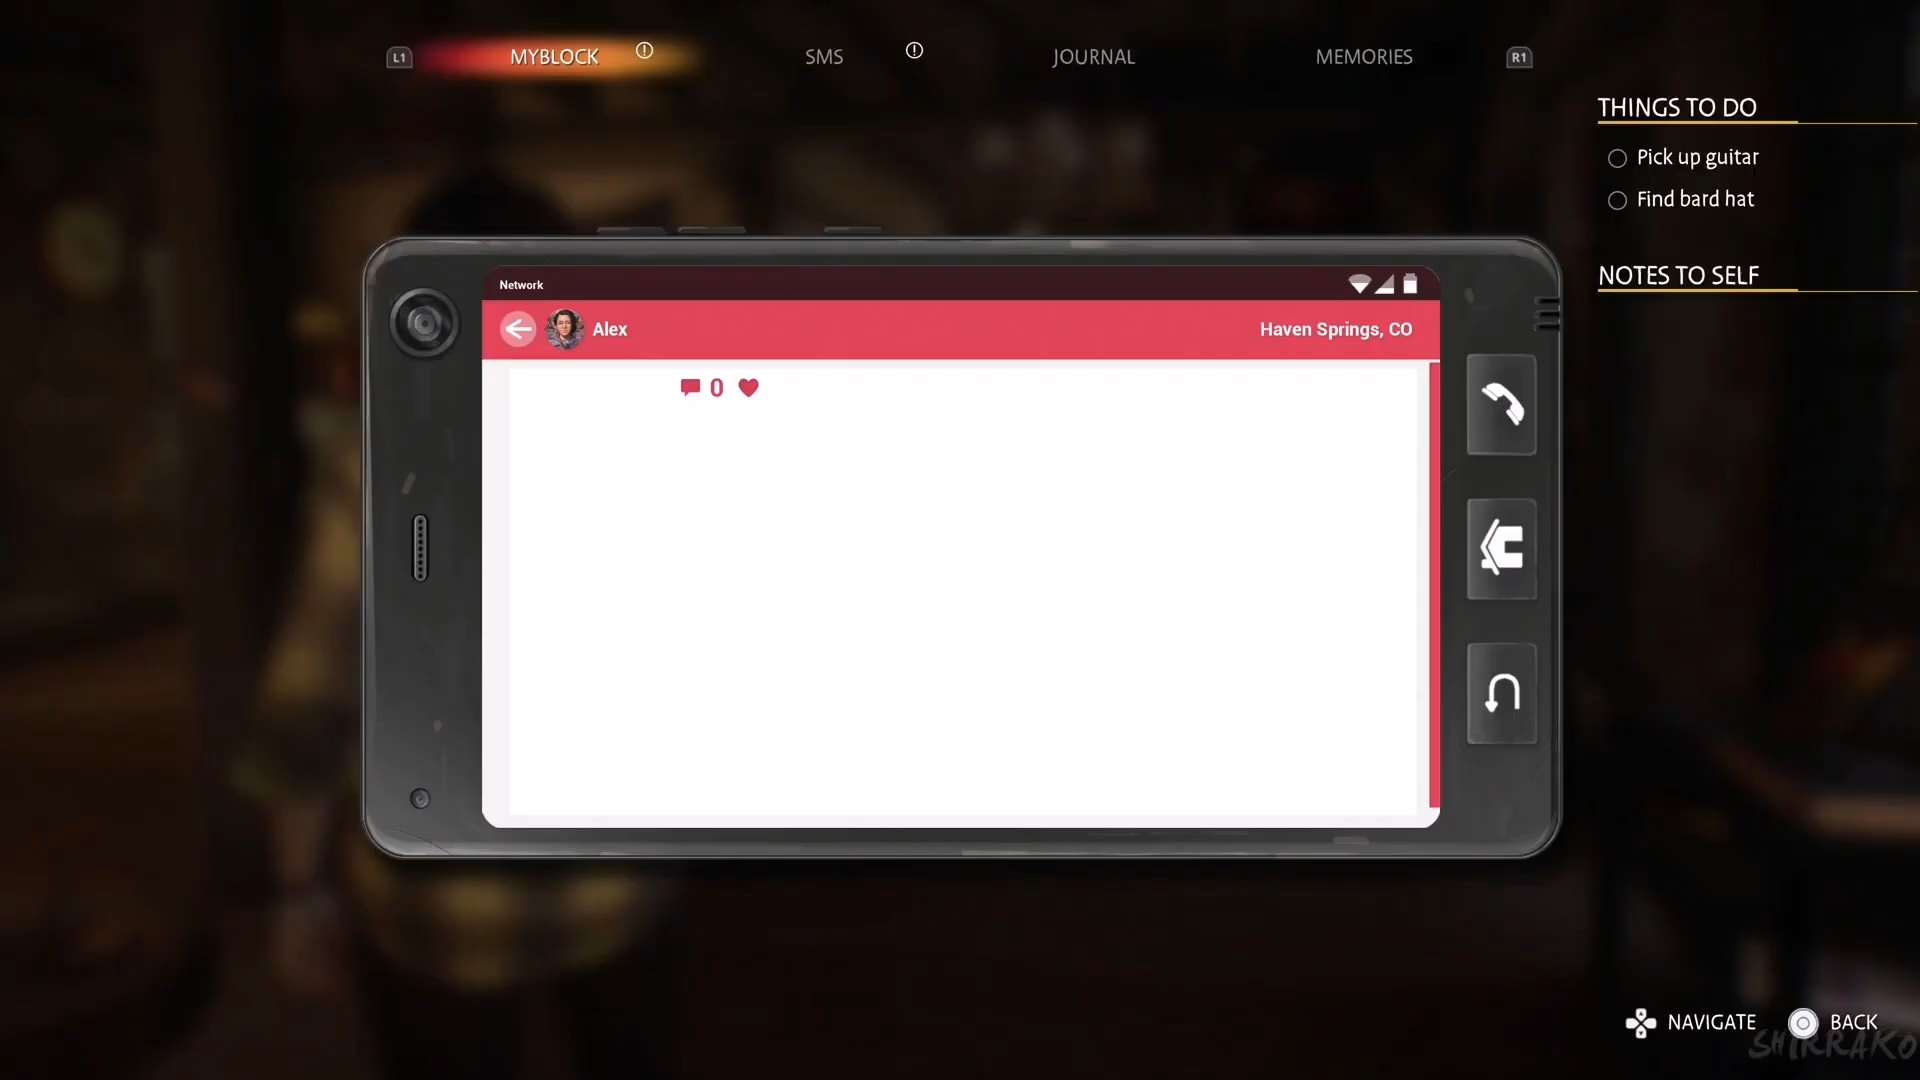 L1
MYBLOCK
SMS
JOURNAL
MEMORIES
R1
THINGS TO DO
Pick up guitar
Find bard hat
NOTES TO SELF
Network
Alex
Haven Springs, CO
0
NAVIGATE
BACK
SHIRRAKO